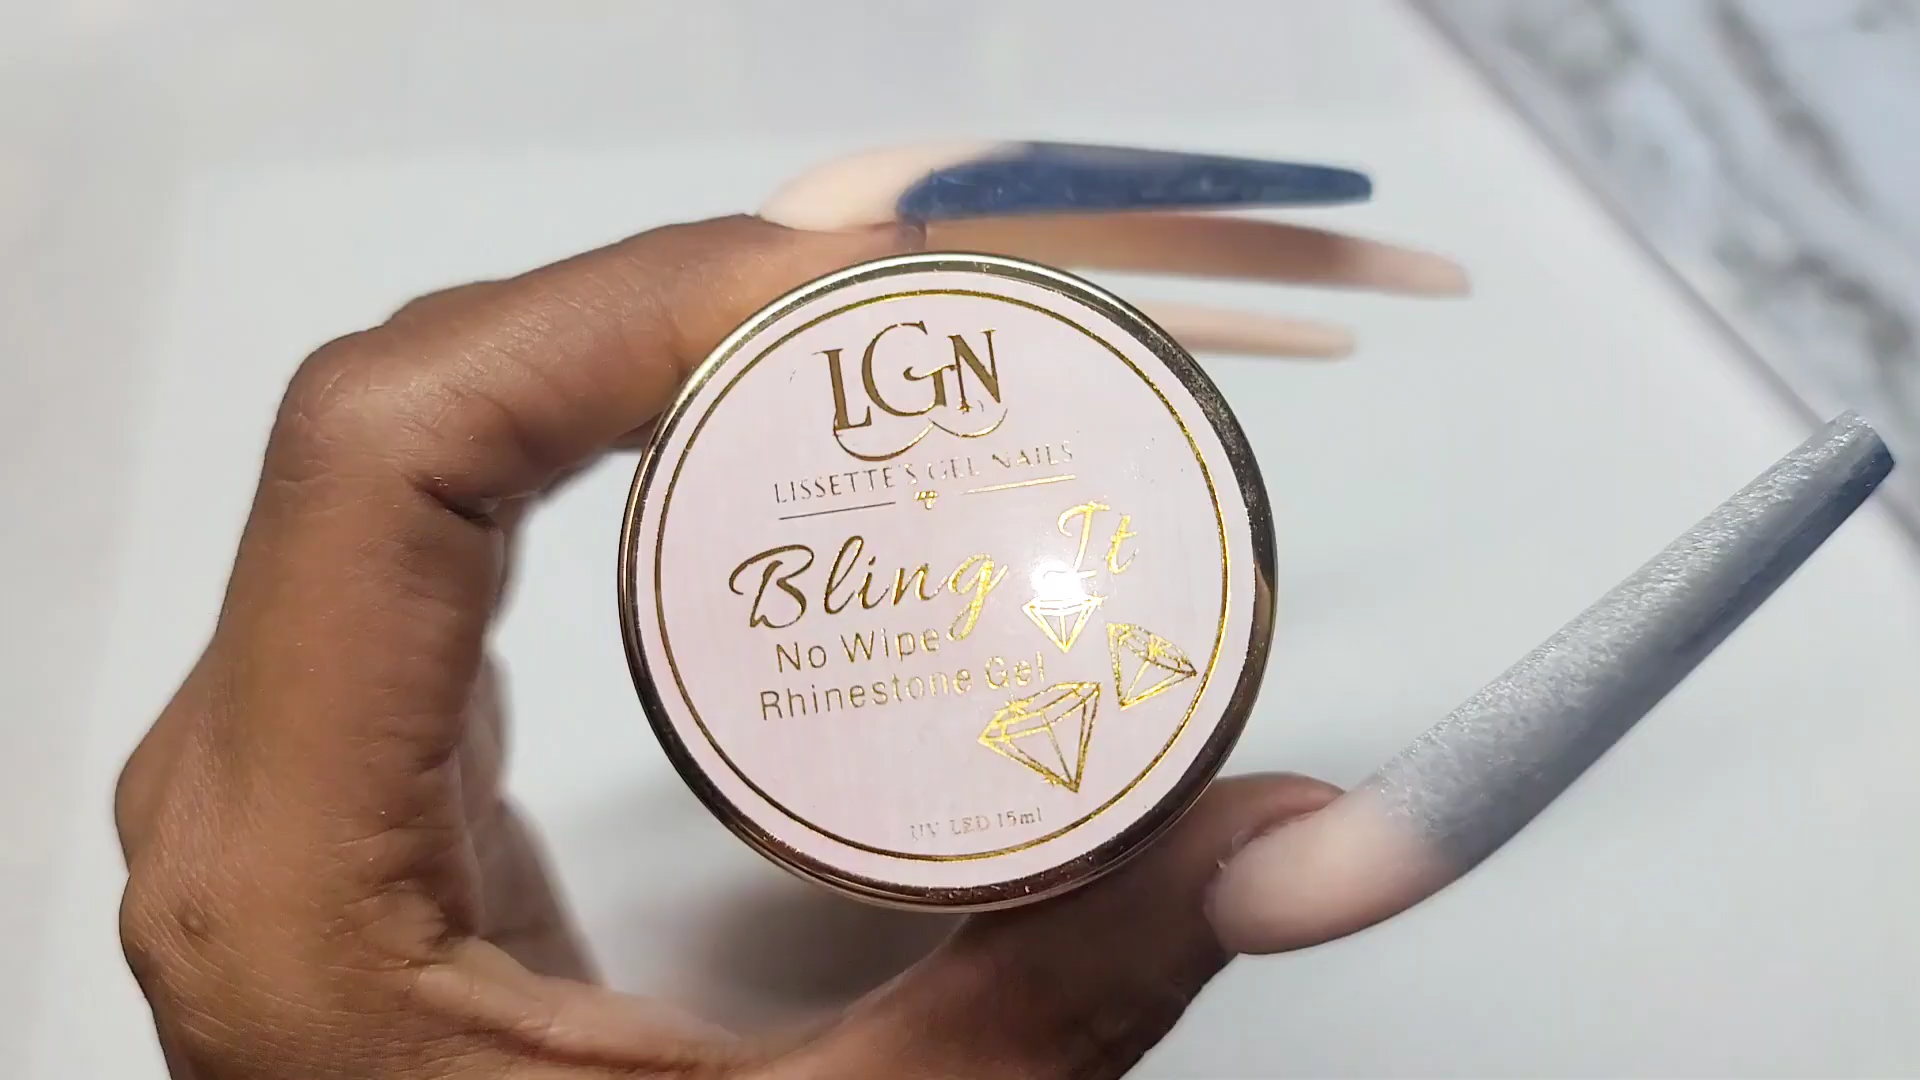 LGN
LISSETTE'S GEL NAILS
Bling It
No Wipe
Rhinestone Gel
UV LED 15ml